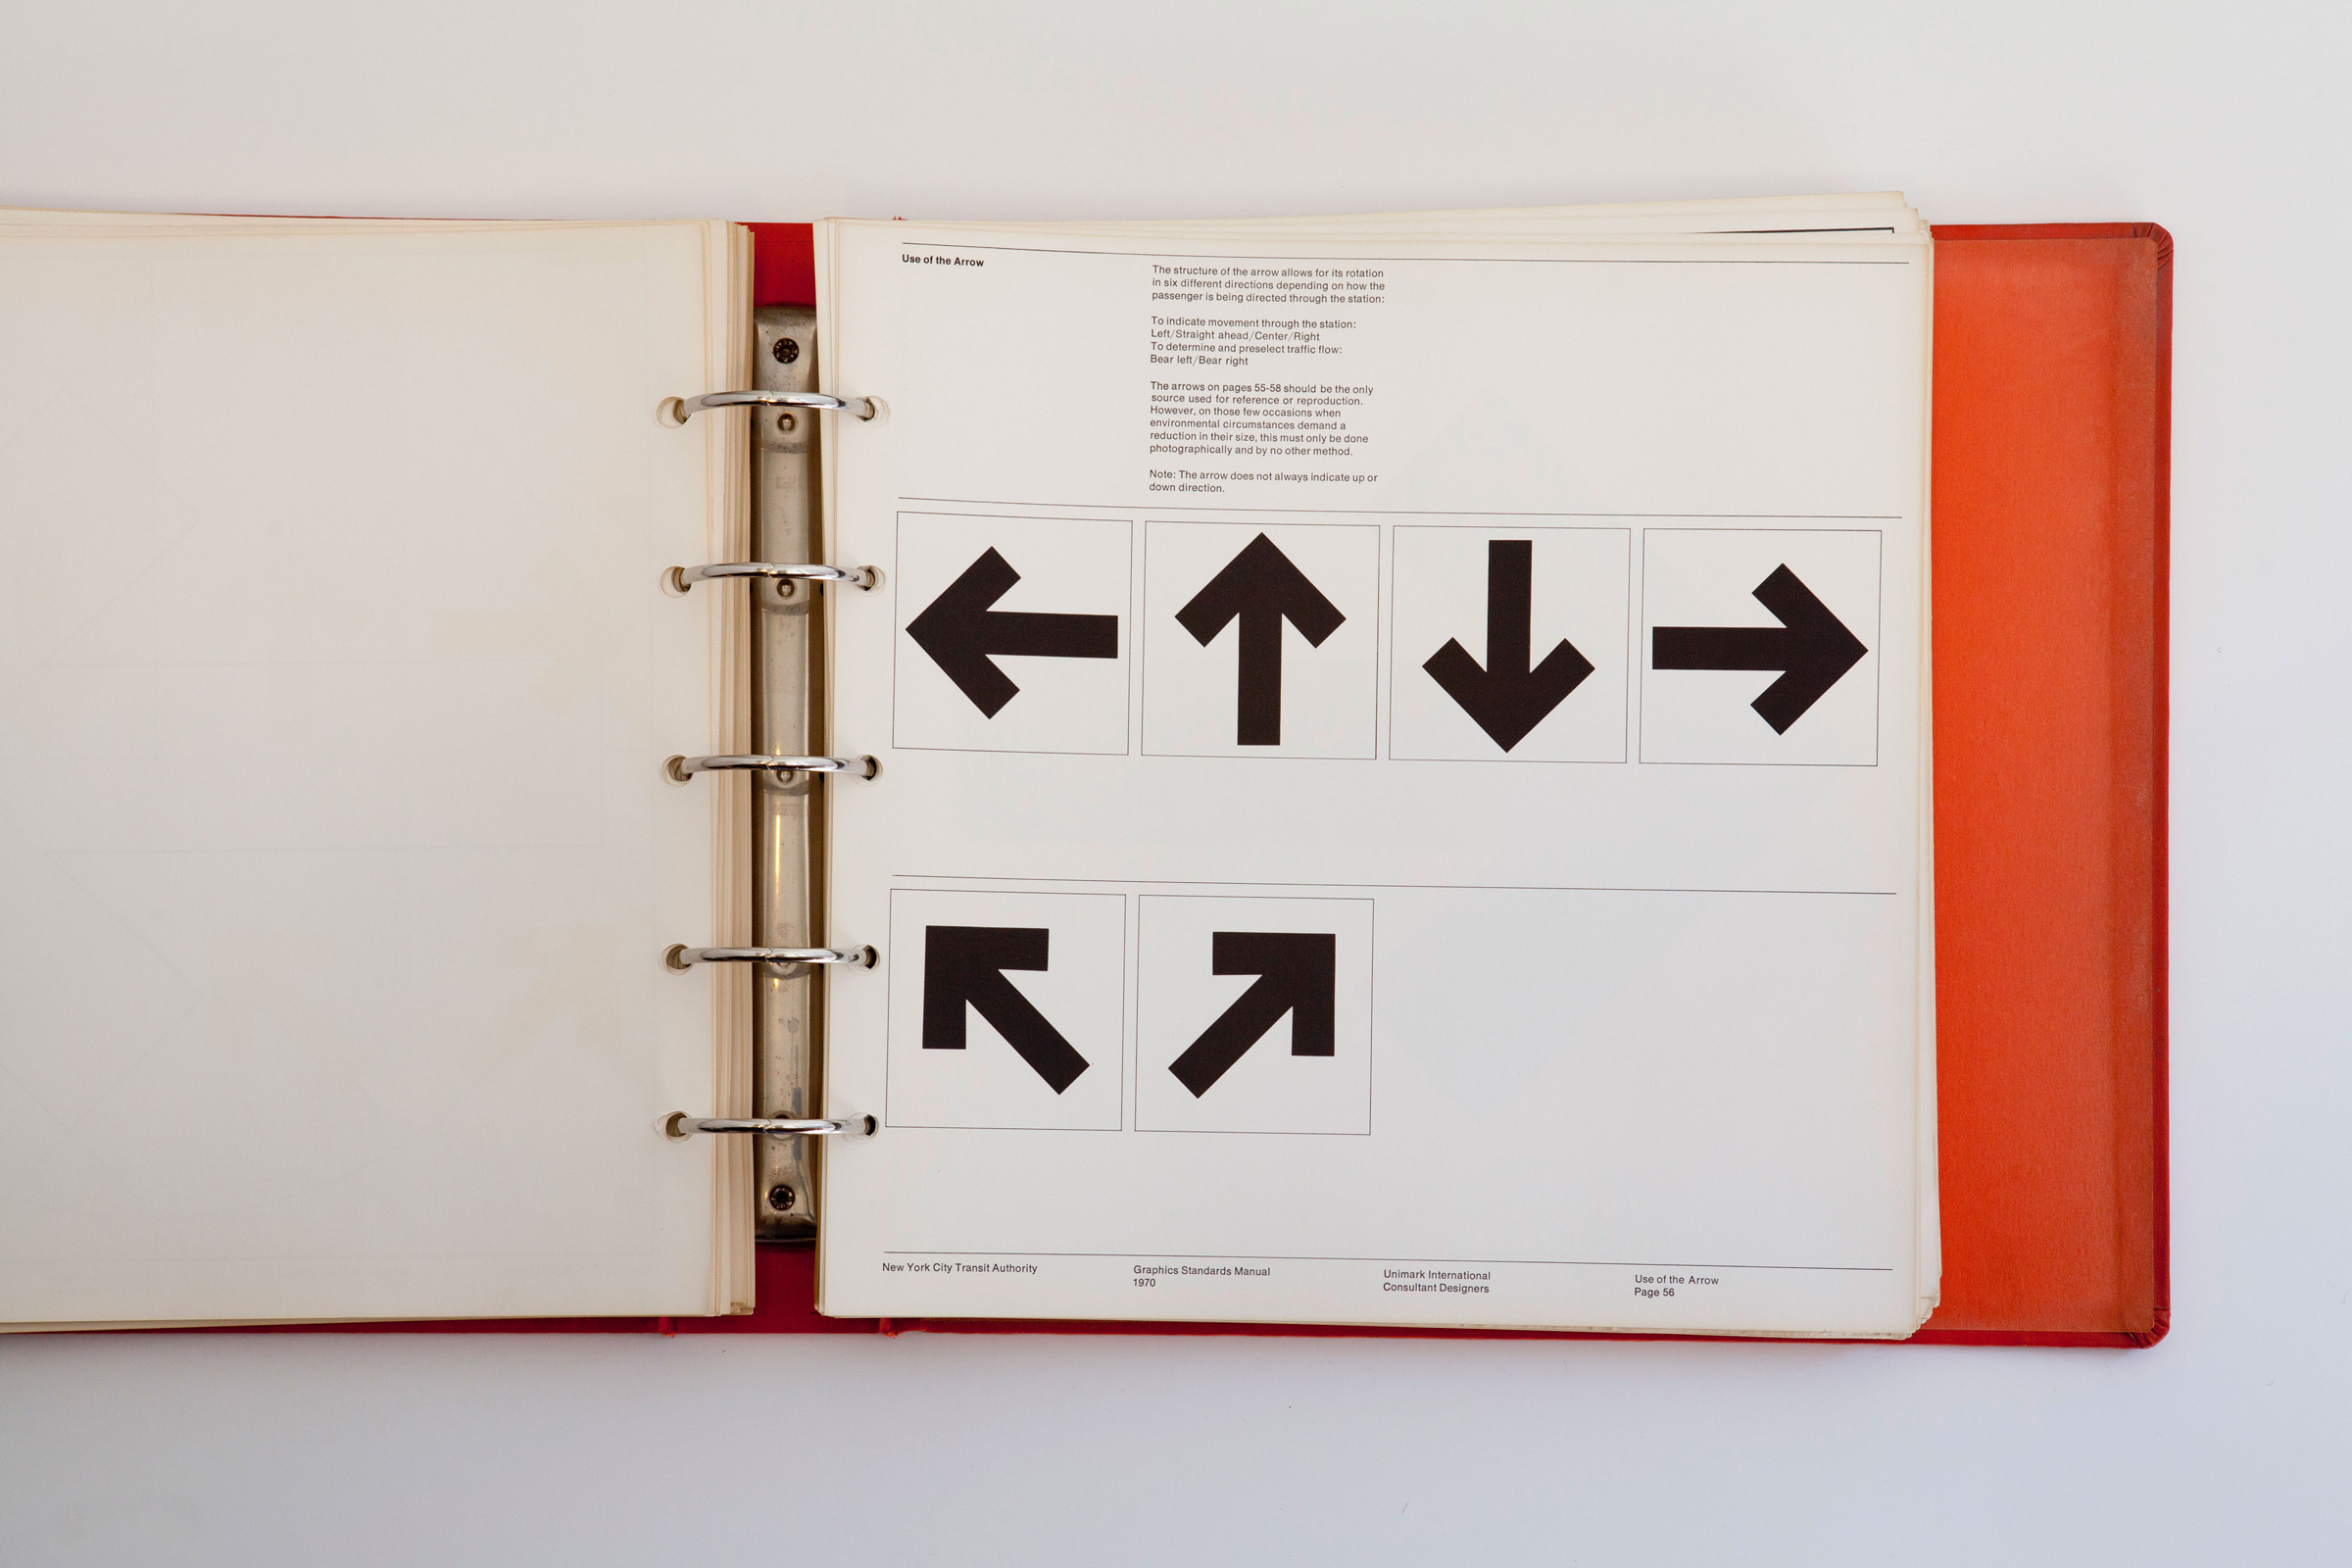 Use of the Arrow
The structure of the arrow allows for its rotation
in six different directions depending on how the
passenger is being directed through the station:
To indicate movement through the station:
Left/Straight ahead/Center/Right
To determine and preselect traffic flow:
Bear left/Bear right
The arrows on pages 55-58 should be the only
source used for reference or reproduction.
However, on those few occasions when
environmental circumstances demand a
reduction in their size, this must only be done
photographically and by no other method.
Note: The arrow does not always indicate up or
down direction.
New York City Transit Authority
Graphics Standards Manual
1970
Unimark International
Consultant Designers
Use of the Arrow
Page 56